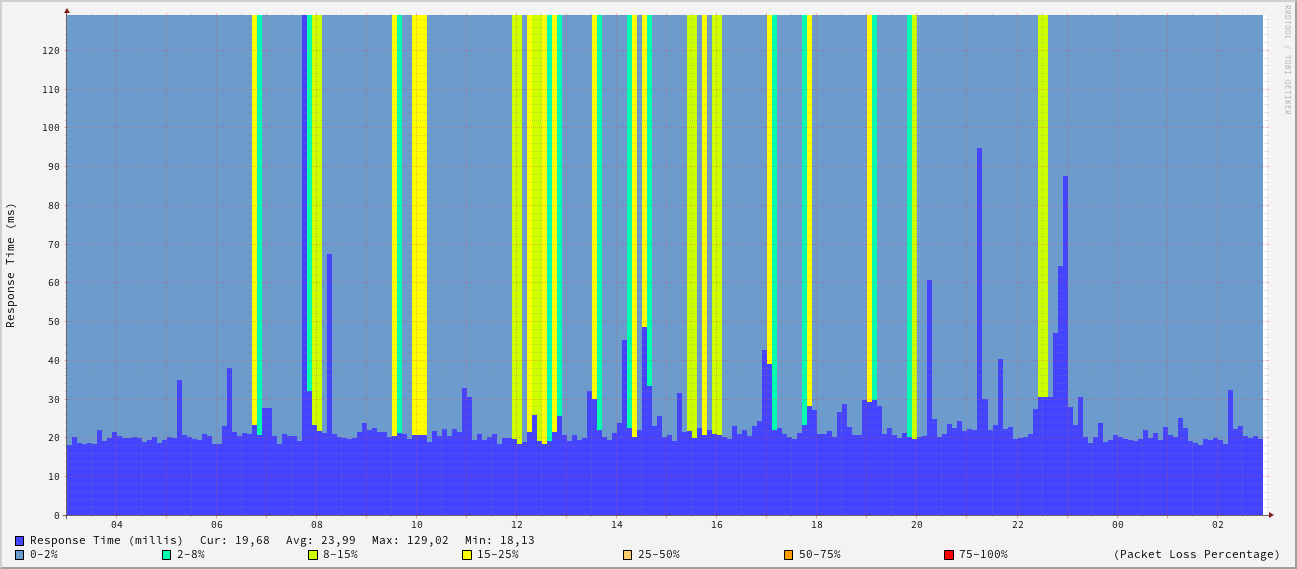 RRDTOOL / TOBI OETIKER
Response Time (ms)
120
110
100
90
80
70
60
50
40
30
20
10
0
04 06 08 10 12 14 16 18 20 22 00 02
Response Time (millis) Cur: 19,68 Avg: 23,99 Max: 129,02 Min: 18,13
0-2% 2-8% 8-15% 15-25% 25-50% 50-75% 75-100% (Packet Loss Percentage)